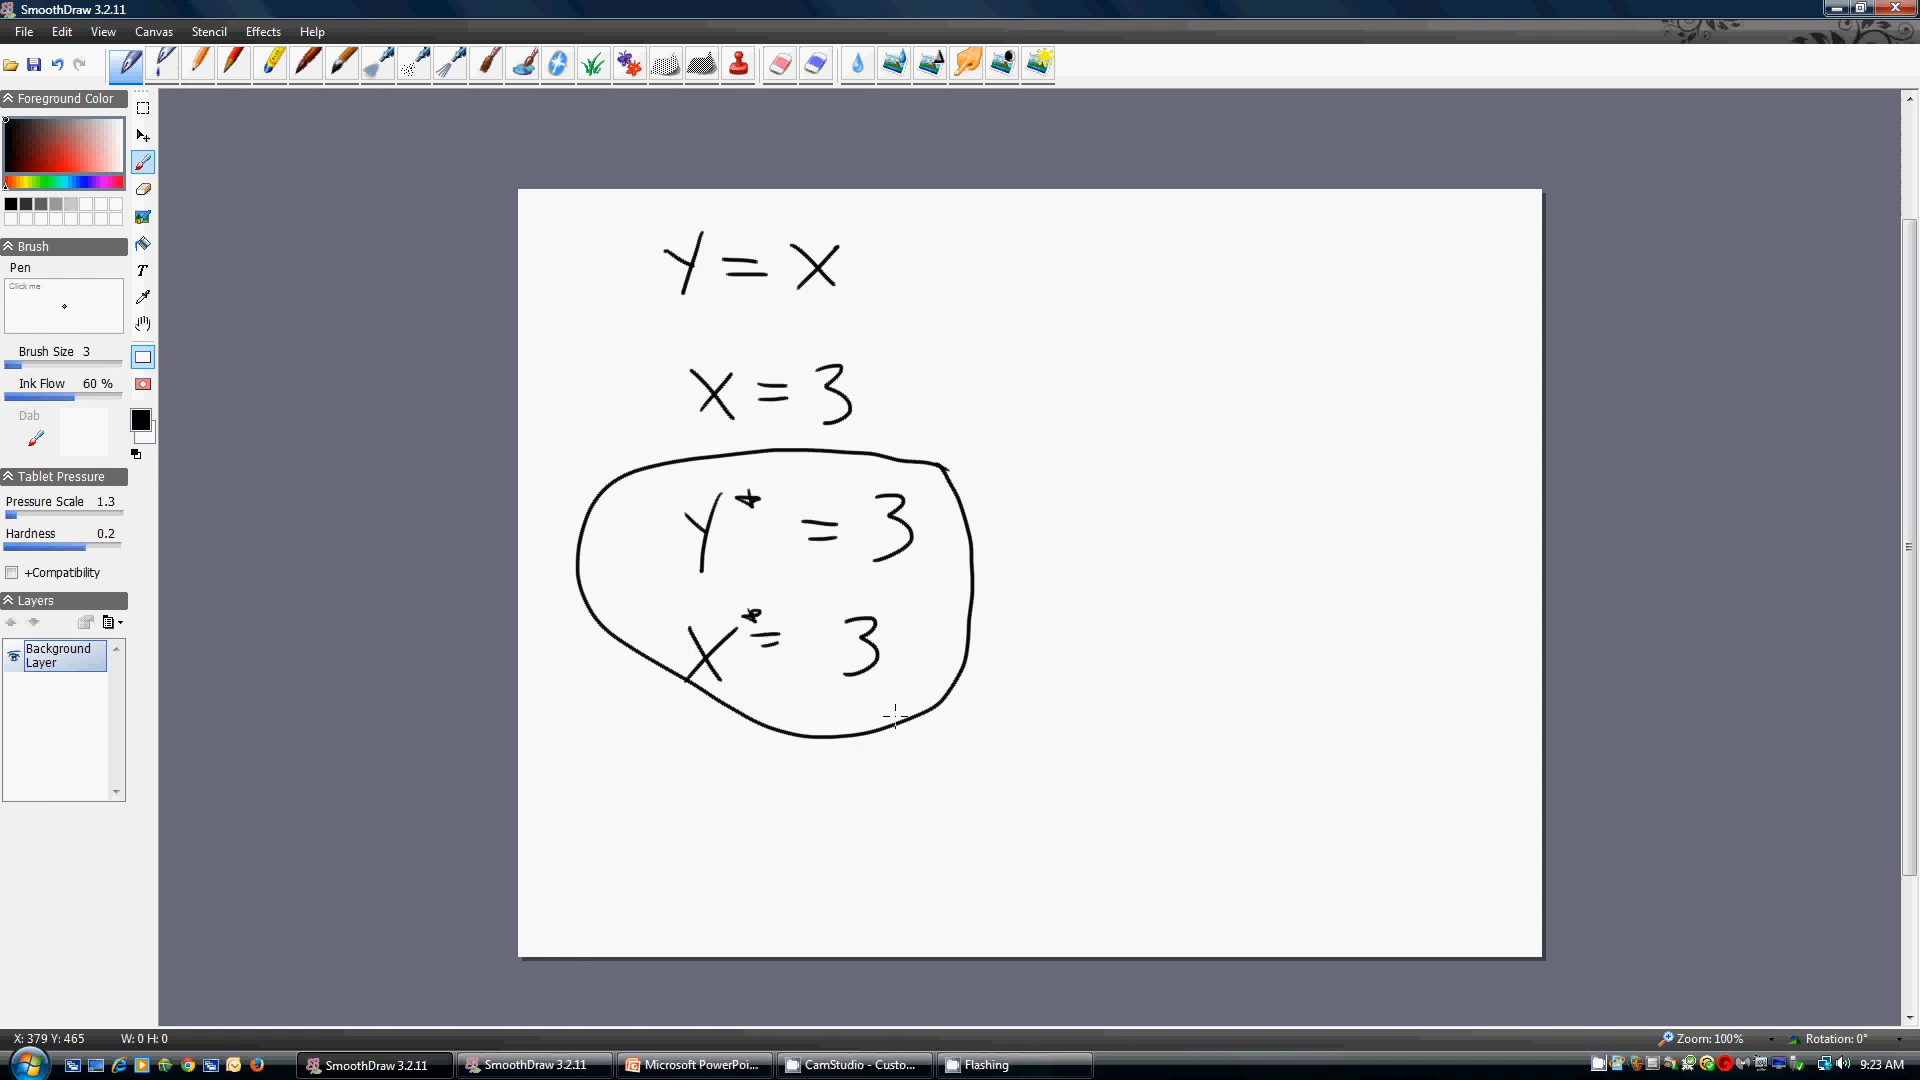 SmoothDraw 3.2.11
File Edit View Canvas Stencil Effects Help
Foreground Color
Brush
Pen
Click me
Brush Size 3
Ink Flow 60 %
Dab
Tablet Pressure
Pressure Scale 1.3
Hardness 0.2
+Compatibility
Layers
Background
Layer
Y = X
X = 3
Y* = 3
X* = 3
X: 379 Y: 465 W: 0 H: 0
Zoom: 100% Rotation: 0°
SmoothDraw 3.2.11 SmoothDraw 3.2.11 Microsoft PowerPoi... CamStudio - Custo... Flashing 9:23 AM